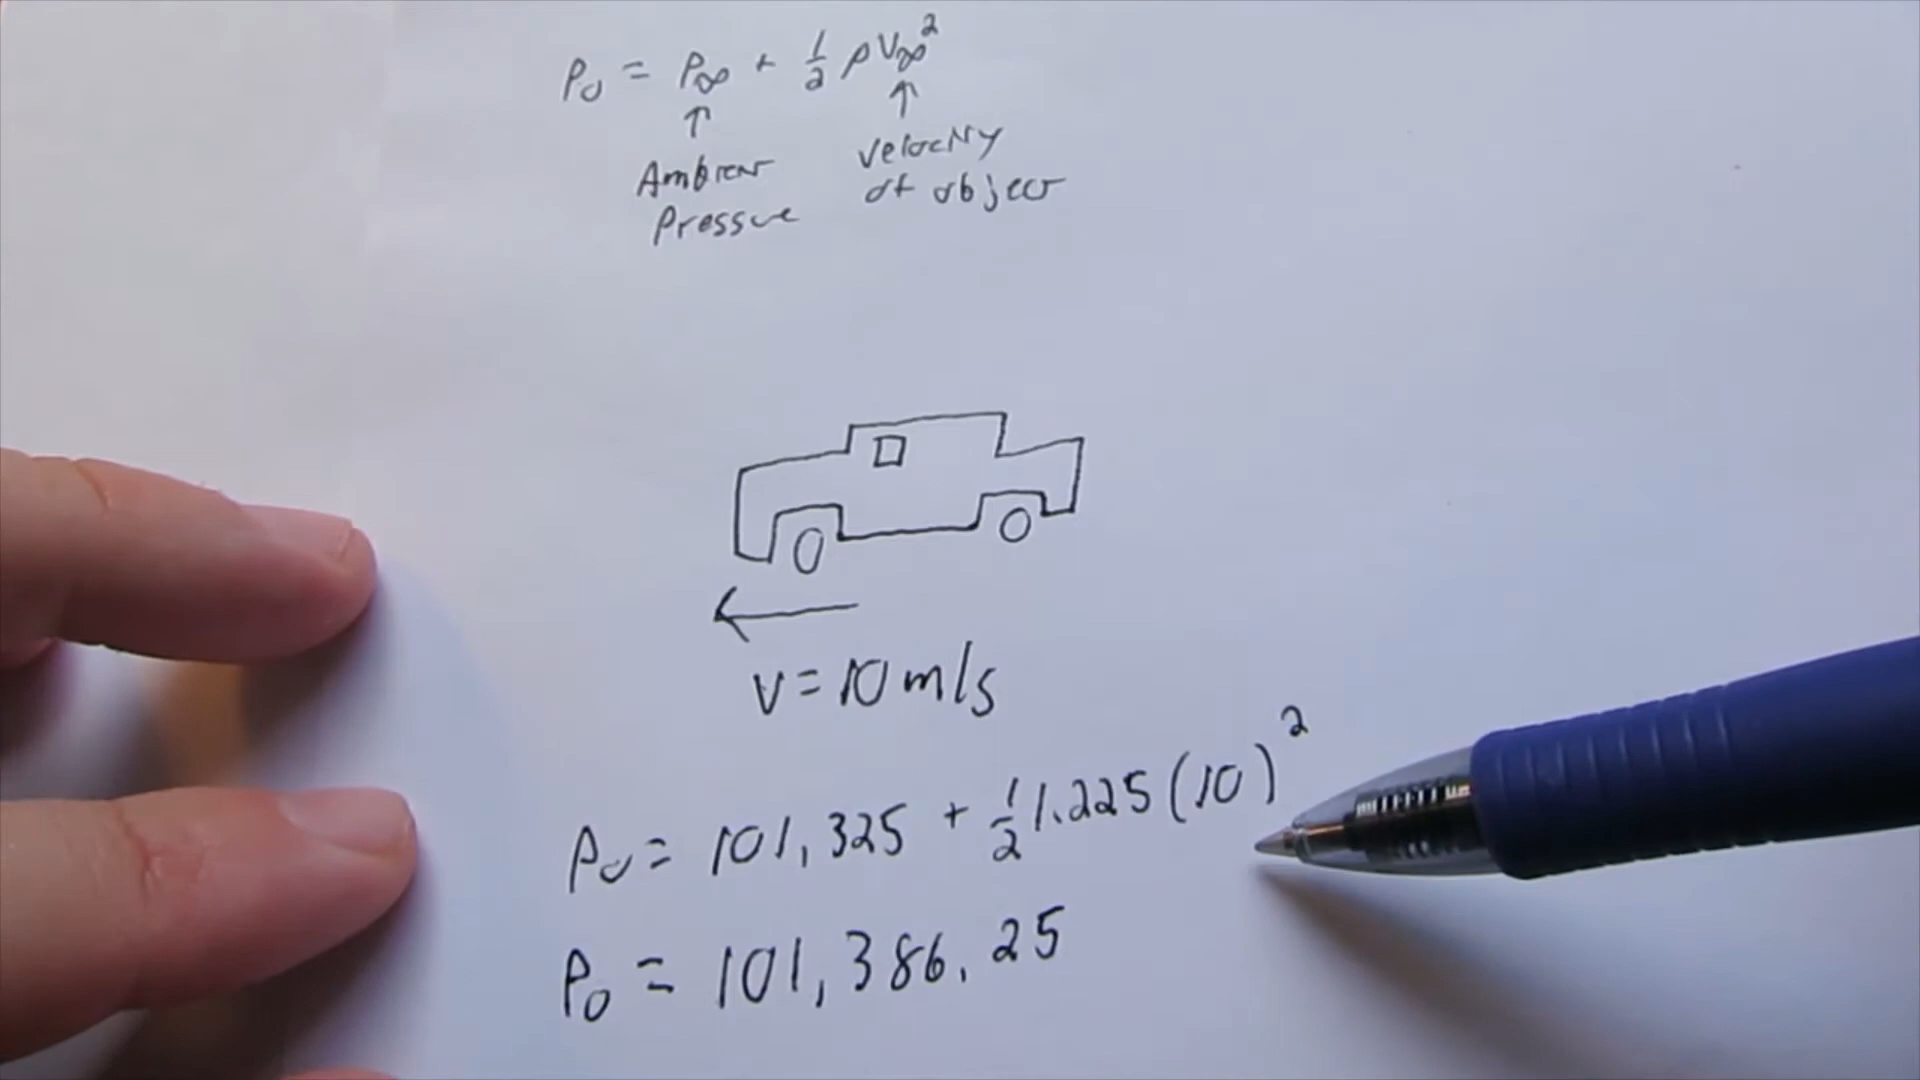 P₀ = P∞ + ½ ρV∞²
↑ ↑
Ambient Velocity
Pressure of object
V = 10 m/s
P₀ = 101,325 + ½ 1.225 (10)²
P₀ = 101,386.25